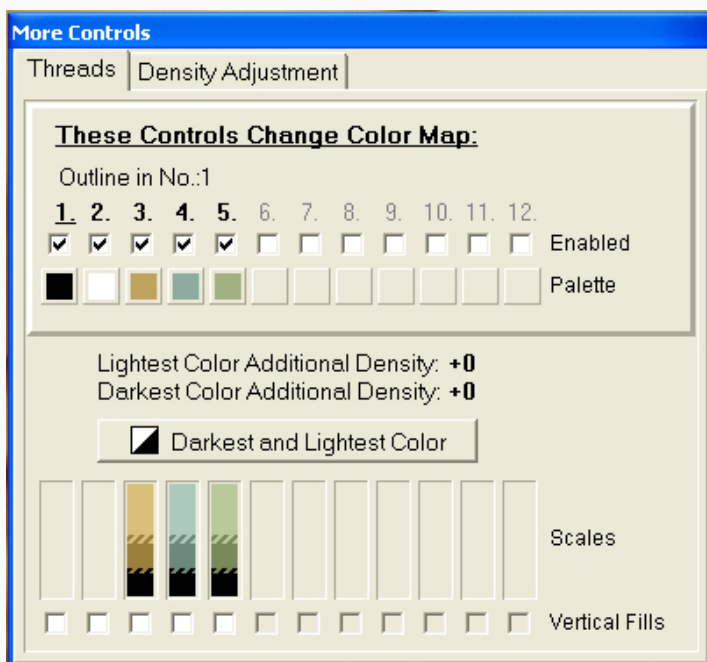 More Controls
Threads Density Adjustment
These Controls Change Color Map:
Outline in No.:1
1. 2. 3. 4. 5. 6. 7. 8. 9. 10. 11. 12.
Enabled
Palette
Lightest Color Additional Density: +0
Darkest Color Additional Density: +0
Darkest and Lightest Color
Scales
Vertical Fills